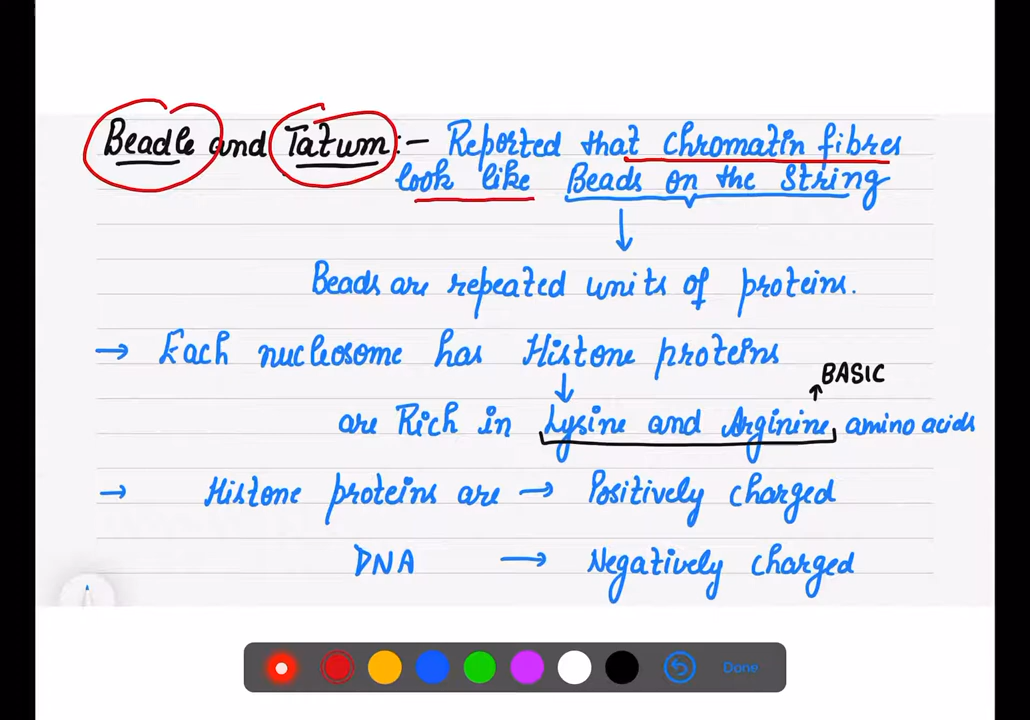 Beadle and Tatum :- Reported that chromatin fibres
look like Beads on the String
Beads are repeated units of proteins.
→ Each nucleosome has Histone proteins
BASIC
are Rich in Lysine and Arginine amino acids
→ Histone proteins are → Positively charged
DNA → Negatively charged
Done